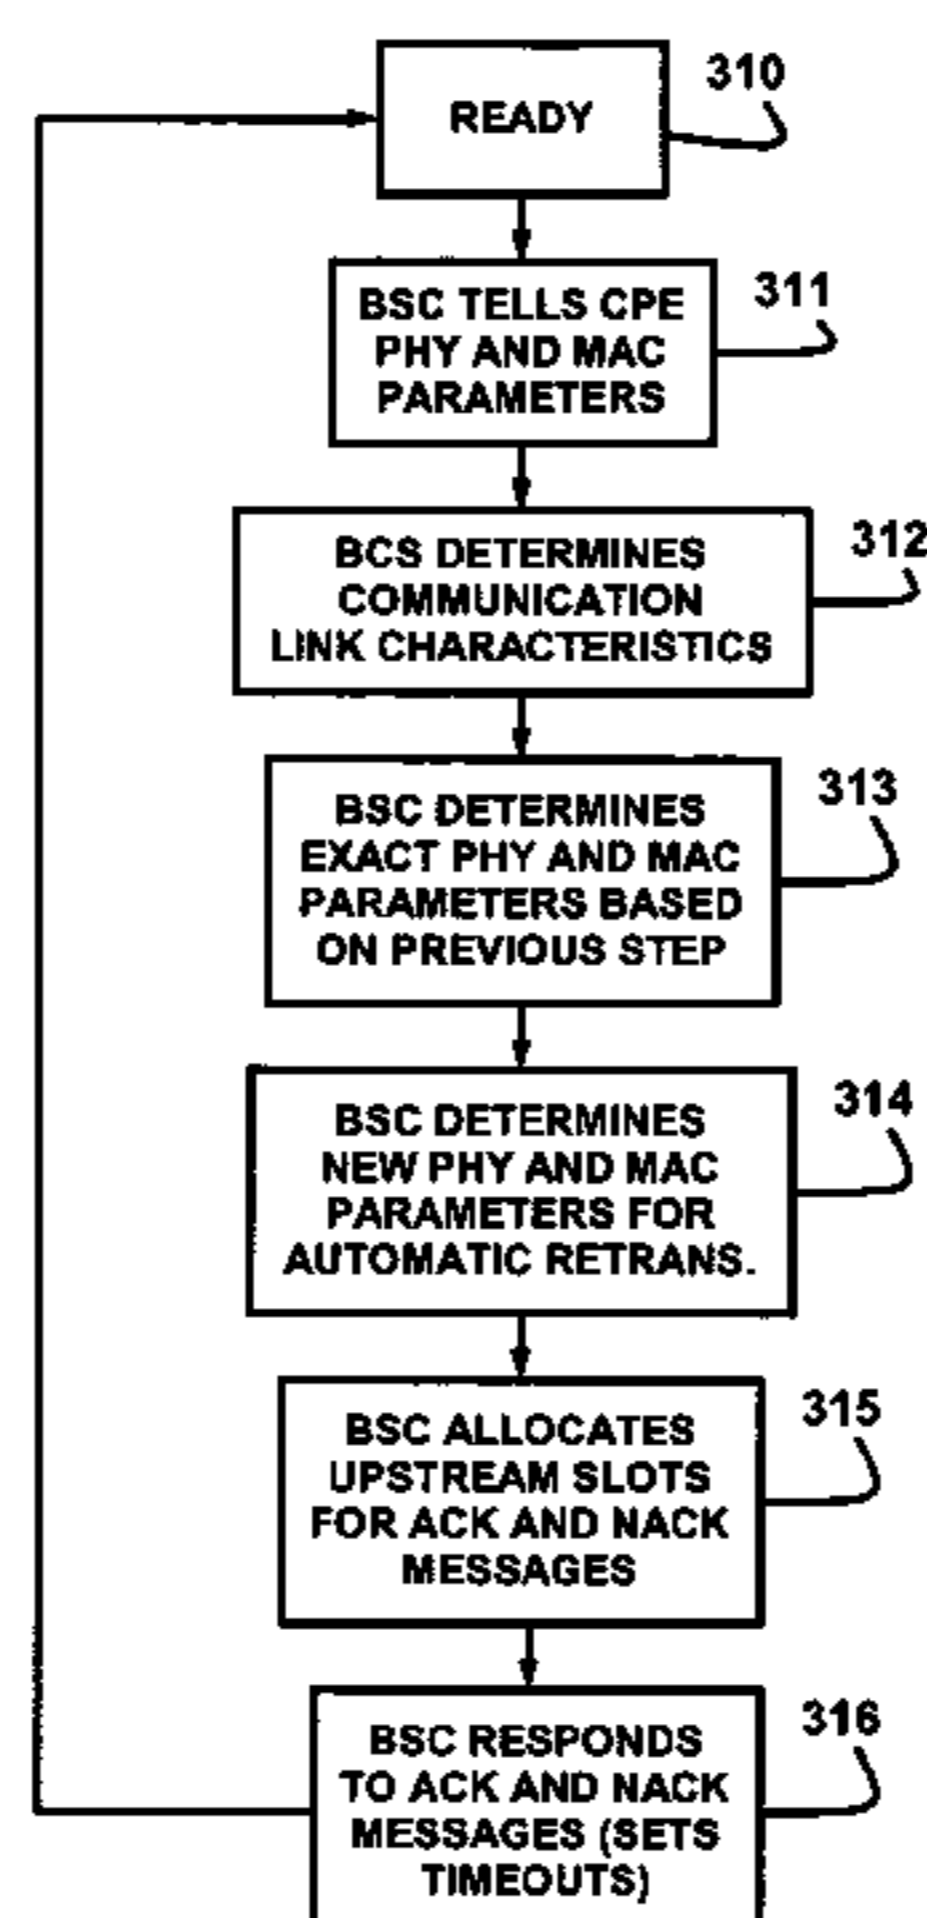 READY
310
BSC TELLS CPE
PHY AND MAC
PARAMETERS
311
BCS DETERMINES
COMMUNICATION
LINK CHARACTERISTICS
312
BSC DETERMINES
EXACT PHY AND MAC
PARAMETERS BASED
ON PREVIOUS STEP
313
BSC DETERMINES
NEW PHY AND MAC
PARAMETERS FOR
AUTOMATIC RETRANS.
314
BSC ALLOCATES
UPSTREAM SLOTS
FOR ACK AND NACK
MESSAGES
315
BSC RESPONDS
TO ACK AND NACK
MESSAGES (SETS
TIMEOUTS)
316